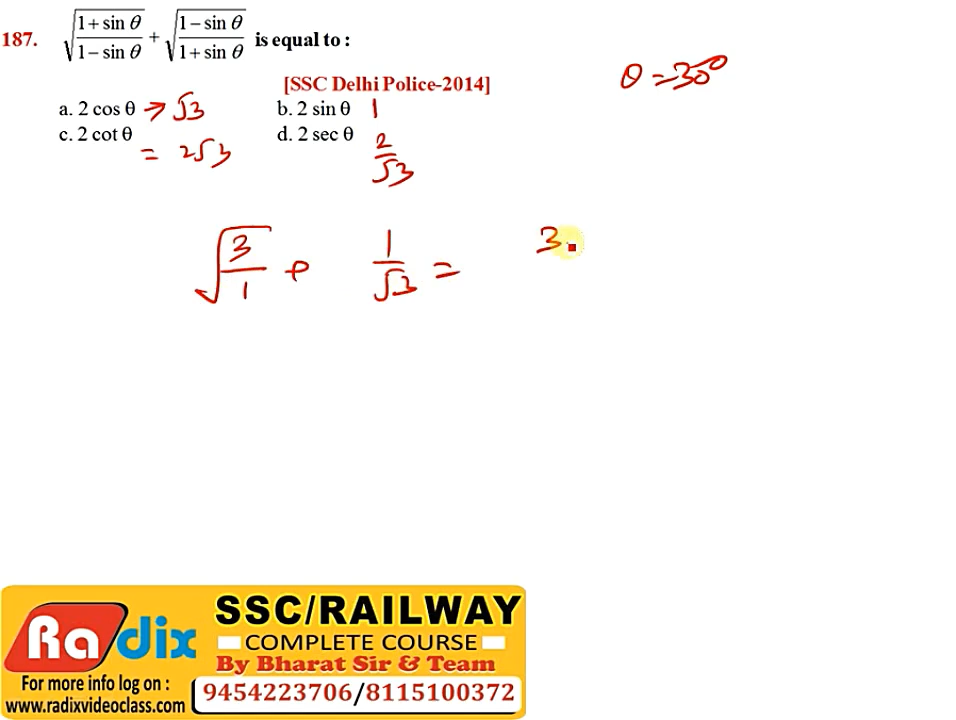 187. √(1 + sin θ / 1 − sin θ) + √(1 − sin θ / 1 + sin θ) is equal to :
θ = 30°
[SSC Delhi Police-2014]
a. 2 cos θ → √3 b. 2 sin θ 1
c. 2 cot θ = 2√3 d. 2 sec θ 2/√3
√(3/1) + 1/√3 = 3
Radix
For more info log on :
www.radixvideoclass.com
SSC/RAILWAY
COMPLETE COURSE
By Bharat Sir & Team
9454223706/8115100372